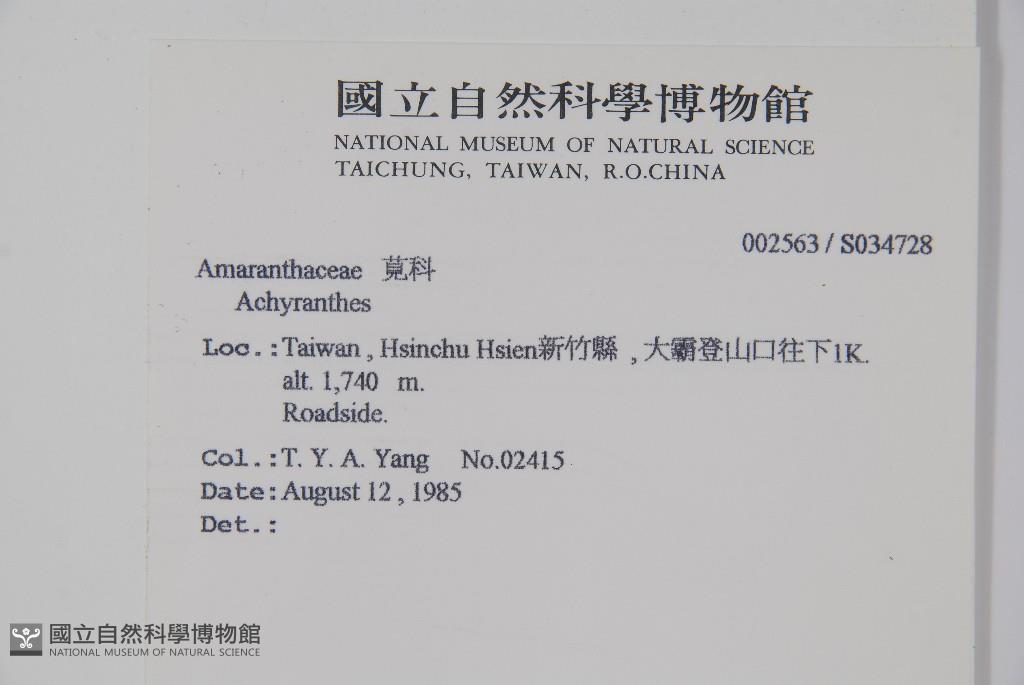 國立自然科學博物館
NATIONAL MUSEUM OF NATURAL SCIENCE
TAICHUNG, TAIWAN, R.O.CHINA
002563 / S034728
Amaranthaceae 莧科
Achyranthes
Loc.: Taiwan , Hsinchu Hsien新竹縣 , 大霸登山口往下1K.
alt. 1,740 m.
Roadside.
Col.: T. Y. A. Yang No.02415
Date: August 12 , 1985
Det.:
國立自然科學博物館
NATIONAL MUSEUM OF NATURAL SCIENCE